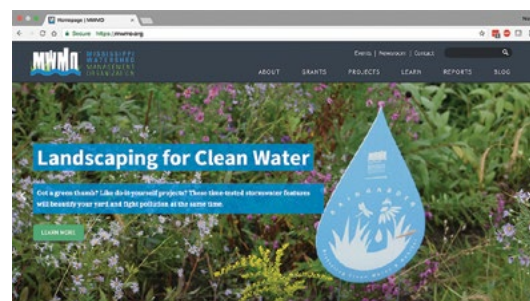 Homepage | MWMO
Secure https://mwmo.org
MWMO
MISSISSIPPI
WATERSHED
MANAGEMENT
ORGANIZATION
Events | Newsroom | Contact
ABOUT GRANTS PROJECTS LEARN REPORTS BLOG
Landscaping for Clean Water
Got a green thumb? Like do-it-yourself projects? These time-tested stormwater features
will beautify your yard and fight pollution at the same time.
LEARN MORE